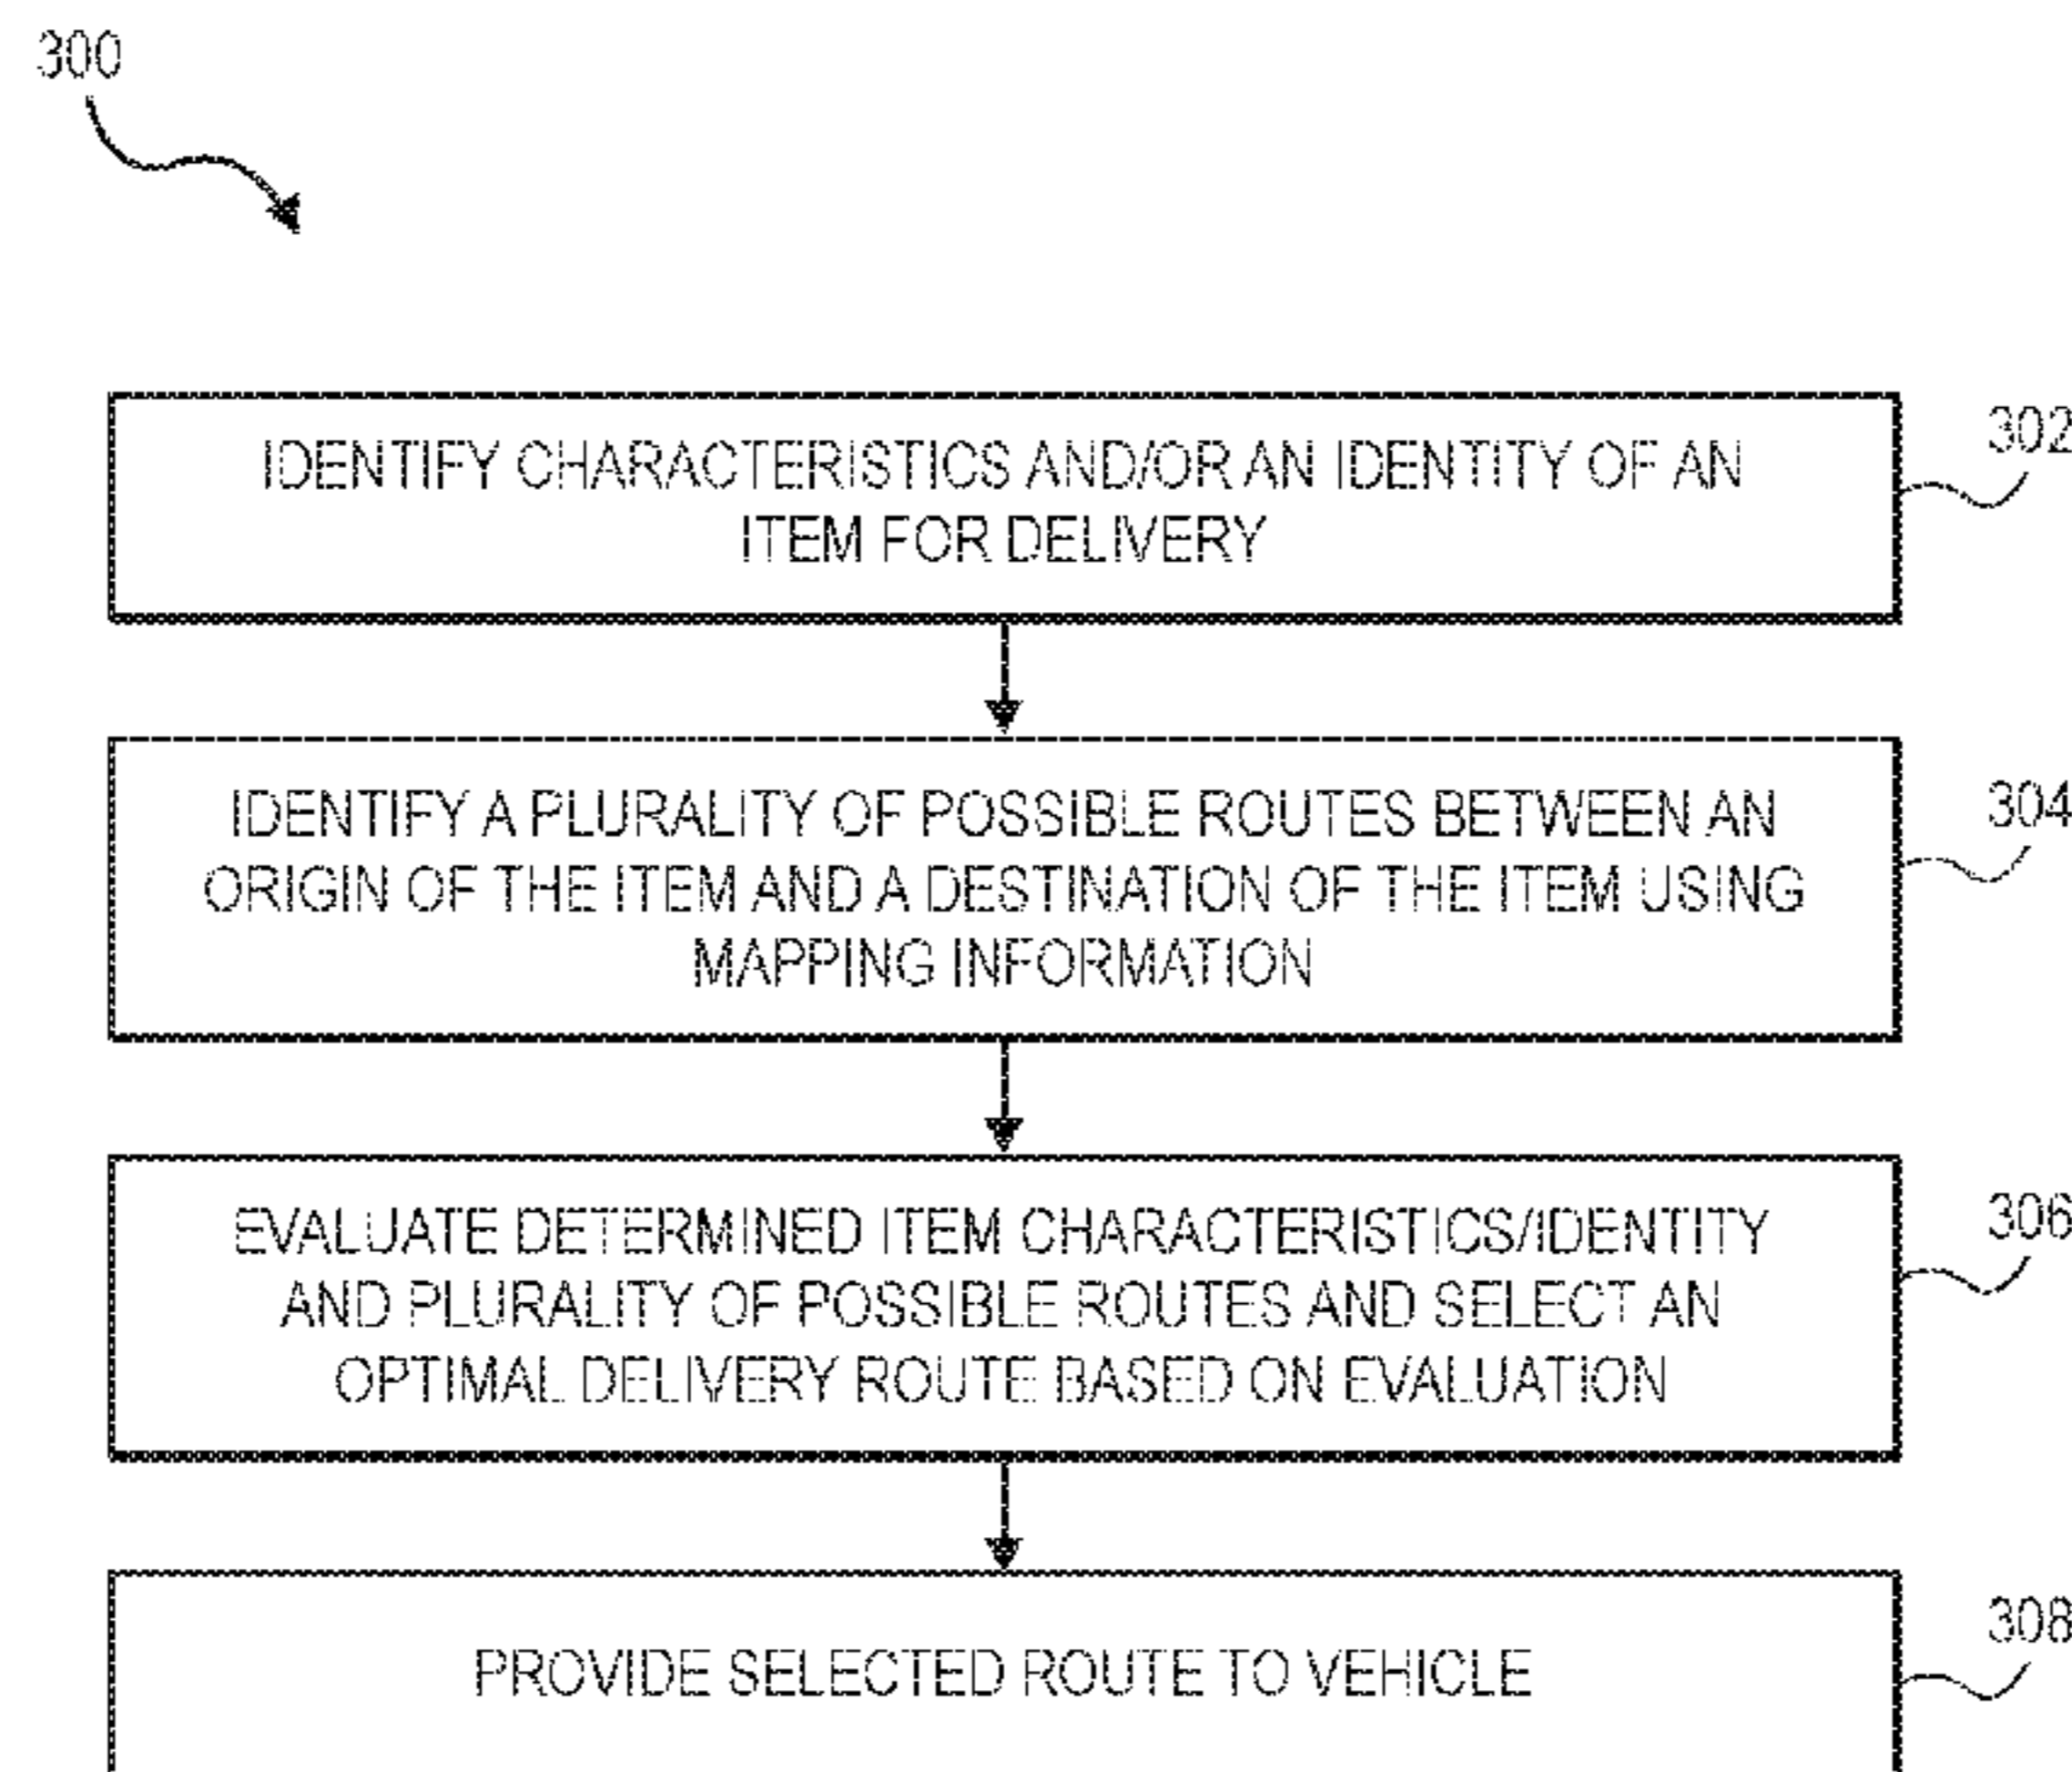 300
IDENTIFY CHARACTERISTICS AND/OR AN IDENTITY OF AN
ITEM FOR DELIVERY
302
IDENTIFY A PLURALITY OF POSSIBLE ROUTES BETWEEN AN
ORIGIN OF THE ITEM AND A DESTINATION OF THE ITEM USING
MAPPING INFORMATION
304
EVALUATE DETERMINED ITEM CHARACTERISTICS/IDENTITY
AND PLURALITY OF POSSIBLE ROUTES AND SELECT AN
OPTIMAL DELIVERY ROUTE BASED ON EVALUATION
306
PROVIDE SELECTED ROUTE TO VEHICLE
308